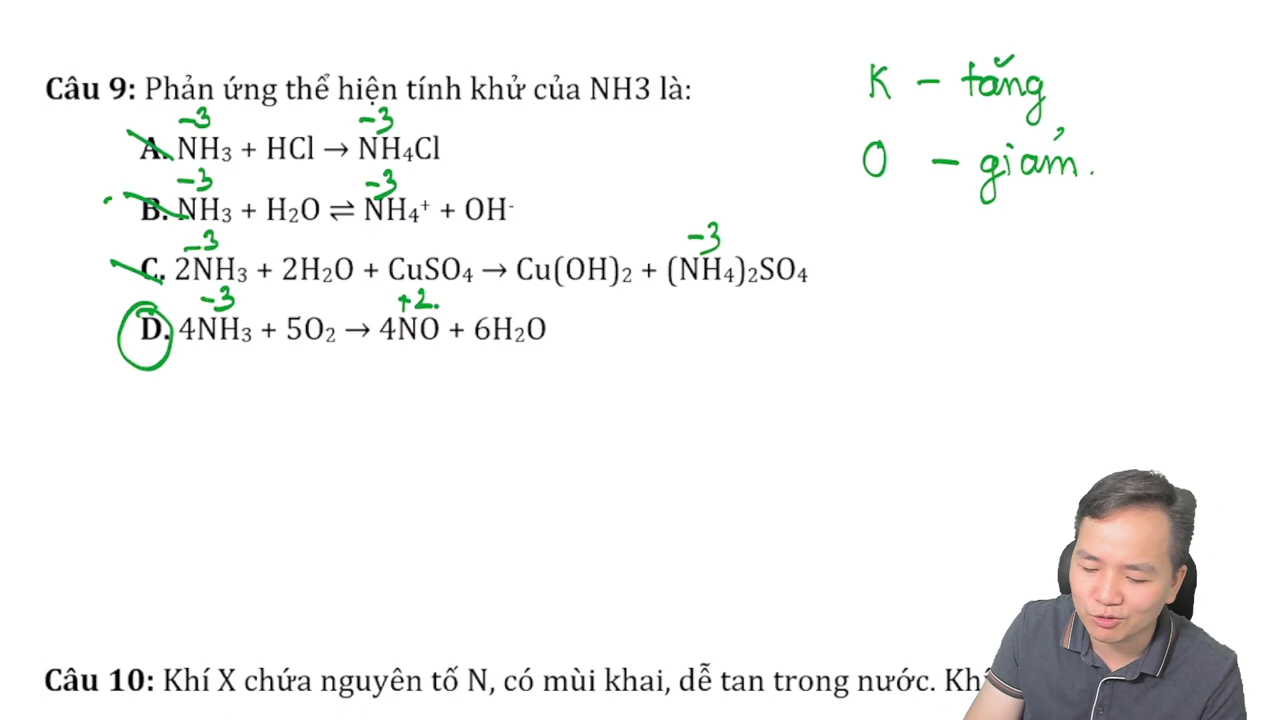 Câu 9: Phản ứng thể hiện tính khử của NH3 là:
K - tăng
-3 -3
A. NH₃ + HCl → NH₄Cl
O - giảm.
-3 -3
B. NH₃ + H₂O ⇌ NH₄⁺ + OH⁻
-3 -3
C. 2NH₃ + 2H₂O + CuSO₄ → Cu(OH)₂ + (NH₄)₂SO₄
-3 +2.
D. 4NH₃ + 5O₂ → 4NO + 6H₂O
Câu 10: Khí X chứa nguyên tố N, có mùi khai, dễ tan trong nước.